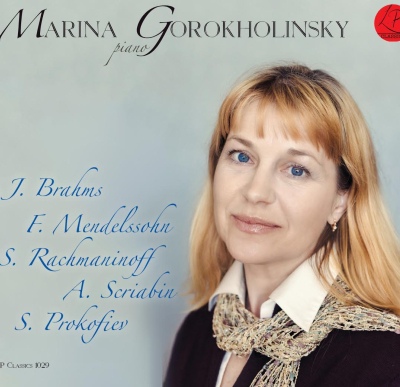 MARINA GOROKHOLINSKY
piano
J. Brahms
F. Mendelssohn
S. Rachmaninoff
A. Scriabin
S. Prokofiev
P CLASSICS 1029